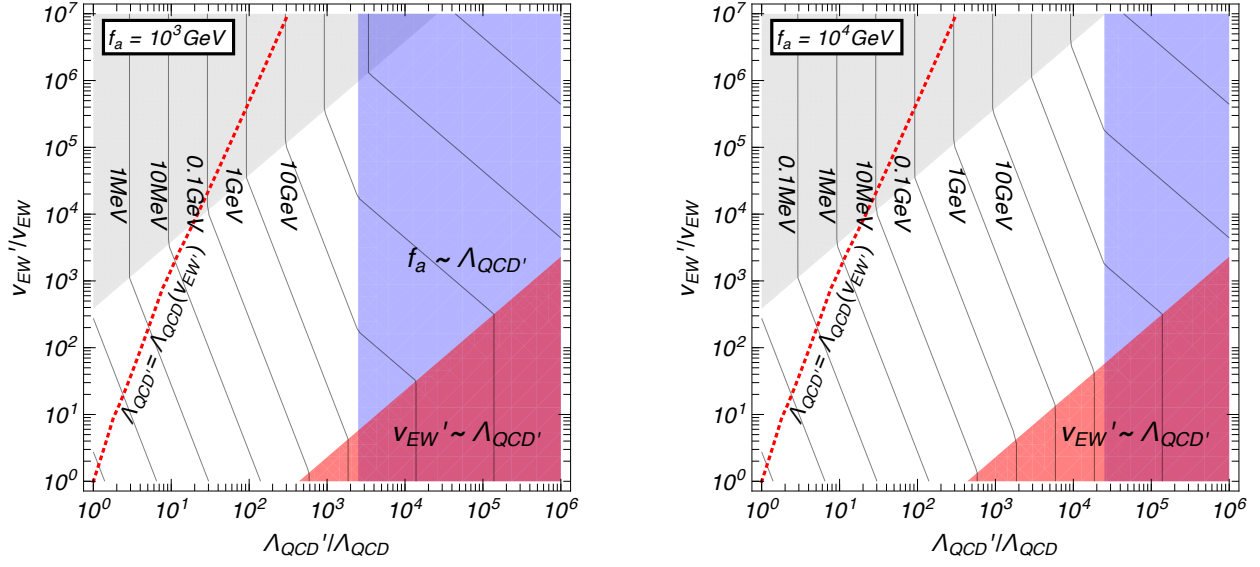 f_a = 10^3 GeV
10^7
10^6
10^5
10^4
10^3
10^2
10^1
10^0
v_EW'/v_EW
1MeV
10MeV
0.1GeV
1GeV
10GeV
Λ_QCD' = Λ_QCD(v_EW')
f_a ~ Λ_QCD'
v_EW' ~ Λ_QCD'
10^0 10^1 10^2 10^3 10^4 10^5 10^6
Λ_QCD'/Λ_QCD
f_a = 10^4 GeV
10^7
10^6
10^5
10^4
10^3
10^2
10^1
10^0
v_EW'/v_EW
0.1MeV
1MeV
10MeV
0.1GeV
1GeV
10GeV
Λ_QCD' = Λ_QCD(v_EW')
v_EW' ~ Λ_QCD'
10^0 10^1 10^2 10^3 10^4 10^5 10^6
Λ_QCD'/Λ_QCD